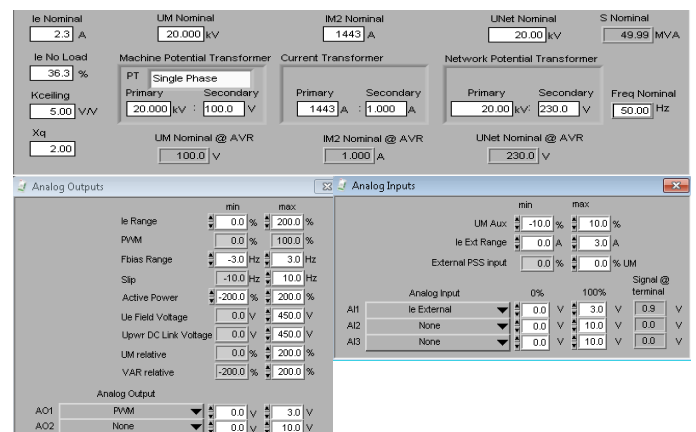 Ie Nominal UM Nominal IM2 Nominal UNet Nominal S Nominal
2.3 A 20.00 kV 1443 A 20.00 kV 49.99 MVA
Ie No Load Machine Potential Transformer Current Transformer Network Potential Transformer
36.3 % PT Single Phase
Kceiling Primary Secondary Primary Secondary Primary Secondary Freq Nominal
5.00 V/V 20.000 kV : 100.0 V 1443 A : 1.000 A 20.00 kV: 230.0 V 50.00 Hz
Xq UM Nominal @ AVR IM2 Nominal @ AVR UNet Nominal @ AVR
2.00 100.0 V 1.000 A 230.0 V
Analog Outputs
min max
Ie Range 0.0 % 200.0 %
PWM 0.0 % 100.0 %
Fbias Range -3.0 Hz 3.0 Hz
Slip -10.0 Hz 10.0 Hz
Active Power -200.0 % 200.0 %
Ue Field Voltage 0.0 V 450.0 V
Upwr DC Link Voltage 0.0 V 450.0 V
UM relative 0.0 % 200.0 %
VAR relative -200.0 % 200.0 %
Analog Output
AO1 PWM 0.0 V 3.0 V
AO2 None 0.0 V 10.0 V
Analog Inputs
min max
UM Aux -10.0 % 10.0 %
Ie Ext Range 0.0 A 3.0 A
External PSS input 0.0 % 0.0 % UM
Analog Input 0% 100% Signal @ terminal
AI1 Ie External 0.0 V 3.0 V 0.9 V
AI2 None 0.0 V 10.0 V 0.0 V
AI3 None 0.0 V 10.0 V 0.0 V